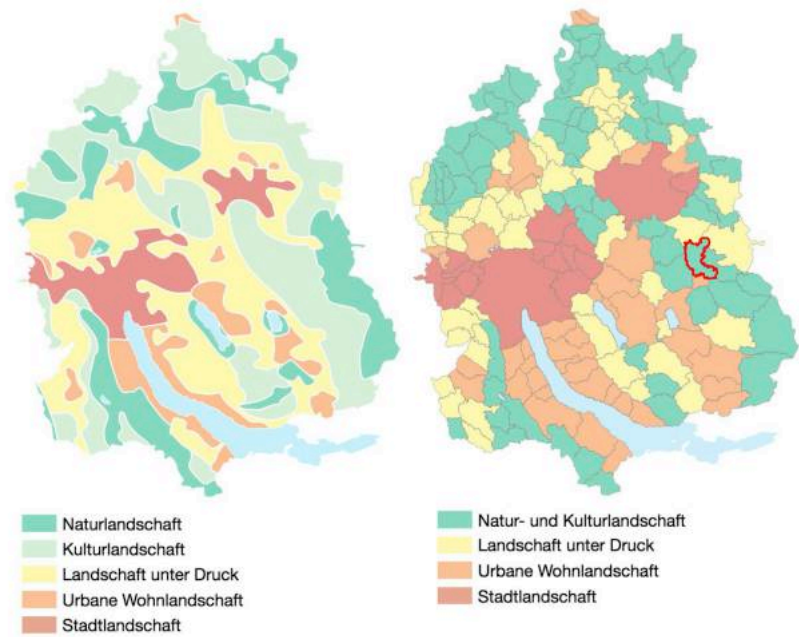 Naturlandschaft
Kulturlandschaft
Landschaft unter Druck
Urbane Wohnlandschaft
Stadtlandschaft
Natur- und Kulturlandschaft
Landschaft unter Druck
Urbane Wohnlandschaft
Stadtlandschaft